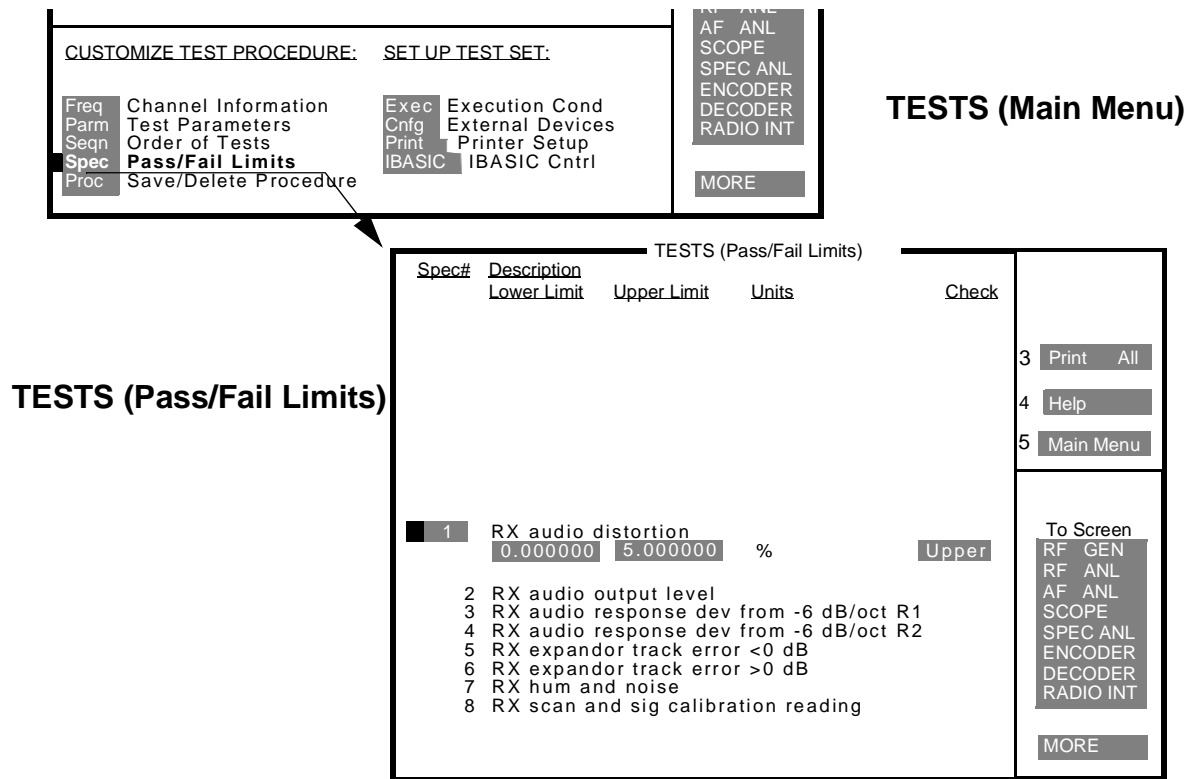 RF ANL
AF ANL
SCOPE
SPEC ANL
ENCODER
DECODER
RADIO INT
MORE
CUSTOMIZE TEST PROCEDURE:
Freq Channel Information
Parm Test Parameters
Seqn Order of Tests
Spec Pass/Fail Limits
Proc Save/Delete Procedure
SET UP TEST SET:
Exec Execution Cond
Cnfg External Devices
Print Printer Setup
IBASIC IBASIC Cntrl
TESTS (Main Menu)
TESTS (Pass/Fail Limits)
TESTS (Pass/Fail Limits)
Spec# Description
Lower Limit Upper Limit Units Check
1 RX audio distortion
0.000000 5.000000 % Upper
2 RX audio output level
3 RX audio response dev from -6 dB/oct R1
4 RX audio response dev from -6 dB/oct R2
5 RX expandor track error <0 dB
6 RX expandor track error >0 dB
7 RX hum and noise
8 RX scan and sig calibration reading
3 Print All
4 Help
5 Main Menu
To Screen
RF GEN
RF ANL
AF ANL
SCOPE
SPEC ANL
ENCODER
DECODER
RADIO INT
MORE